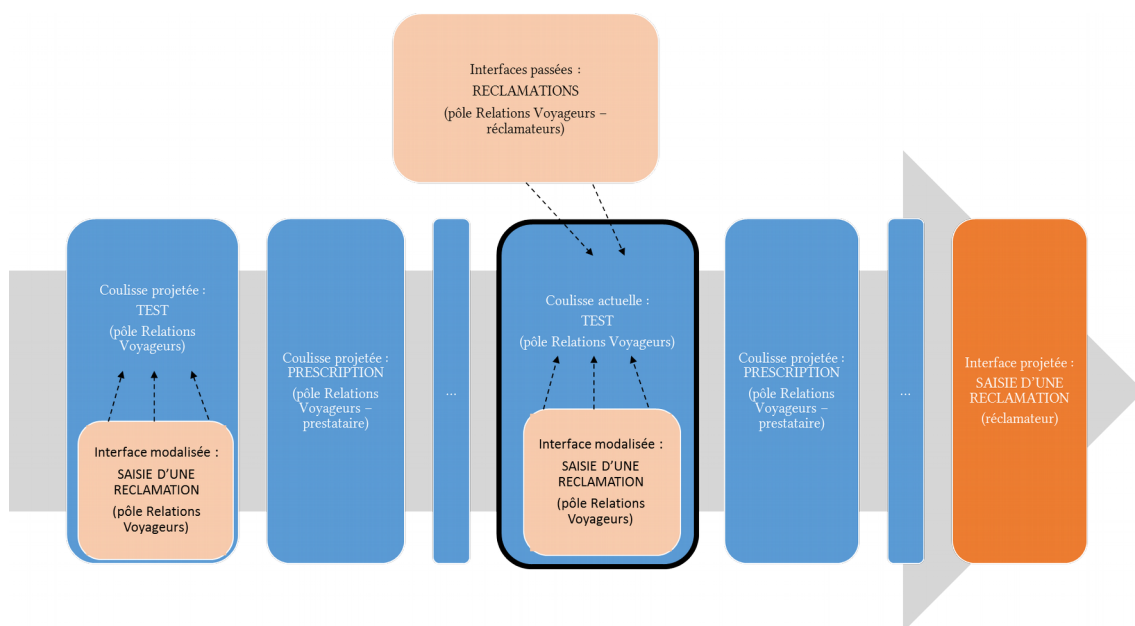 Interfaces passées :
RECLAMATIONS
(pôle Relations Voyageurs –
réclamateurs)
Coulisse projetée :
TEST
(pôle Relations
Voyageurs)
Interface modalisée :
SAISIE D'UNE
RECLAMATION
(pôle Relations
Voyageurs)
Coulisse projetée :
PRESCRIPTION
(pôle Relations
Voyageurs –
prestataire)
...
Coulisse actuelle :
TEST
(pôle Relations Voyageurs)
Interface modalisée :
SAISIE D'UNE
RECLAMATION
(pôle Relations
Voyageurs)
Coulisse projetée :
PRESCRIPTION
(pôle Relations
Voyageurs –
prestataire)
...
Interface projetée :
SAISIE D'UNE
RECLAMATION
(réclamateur)